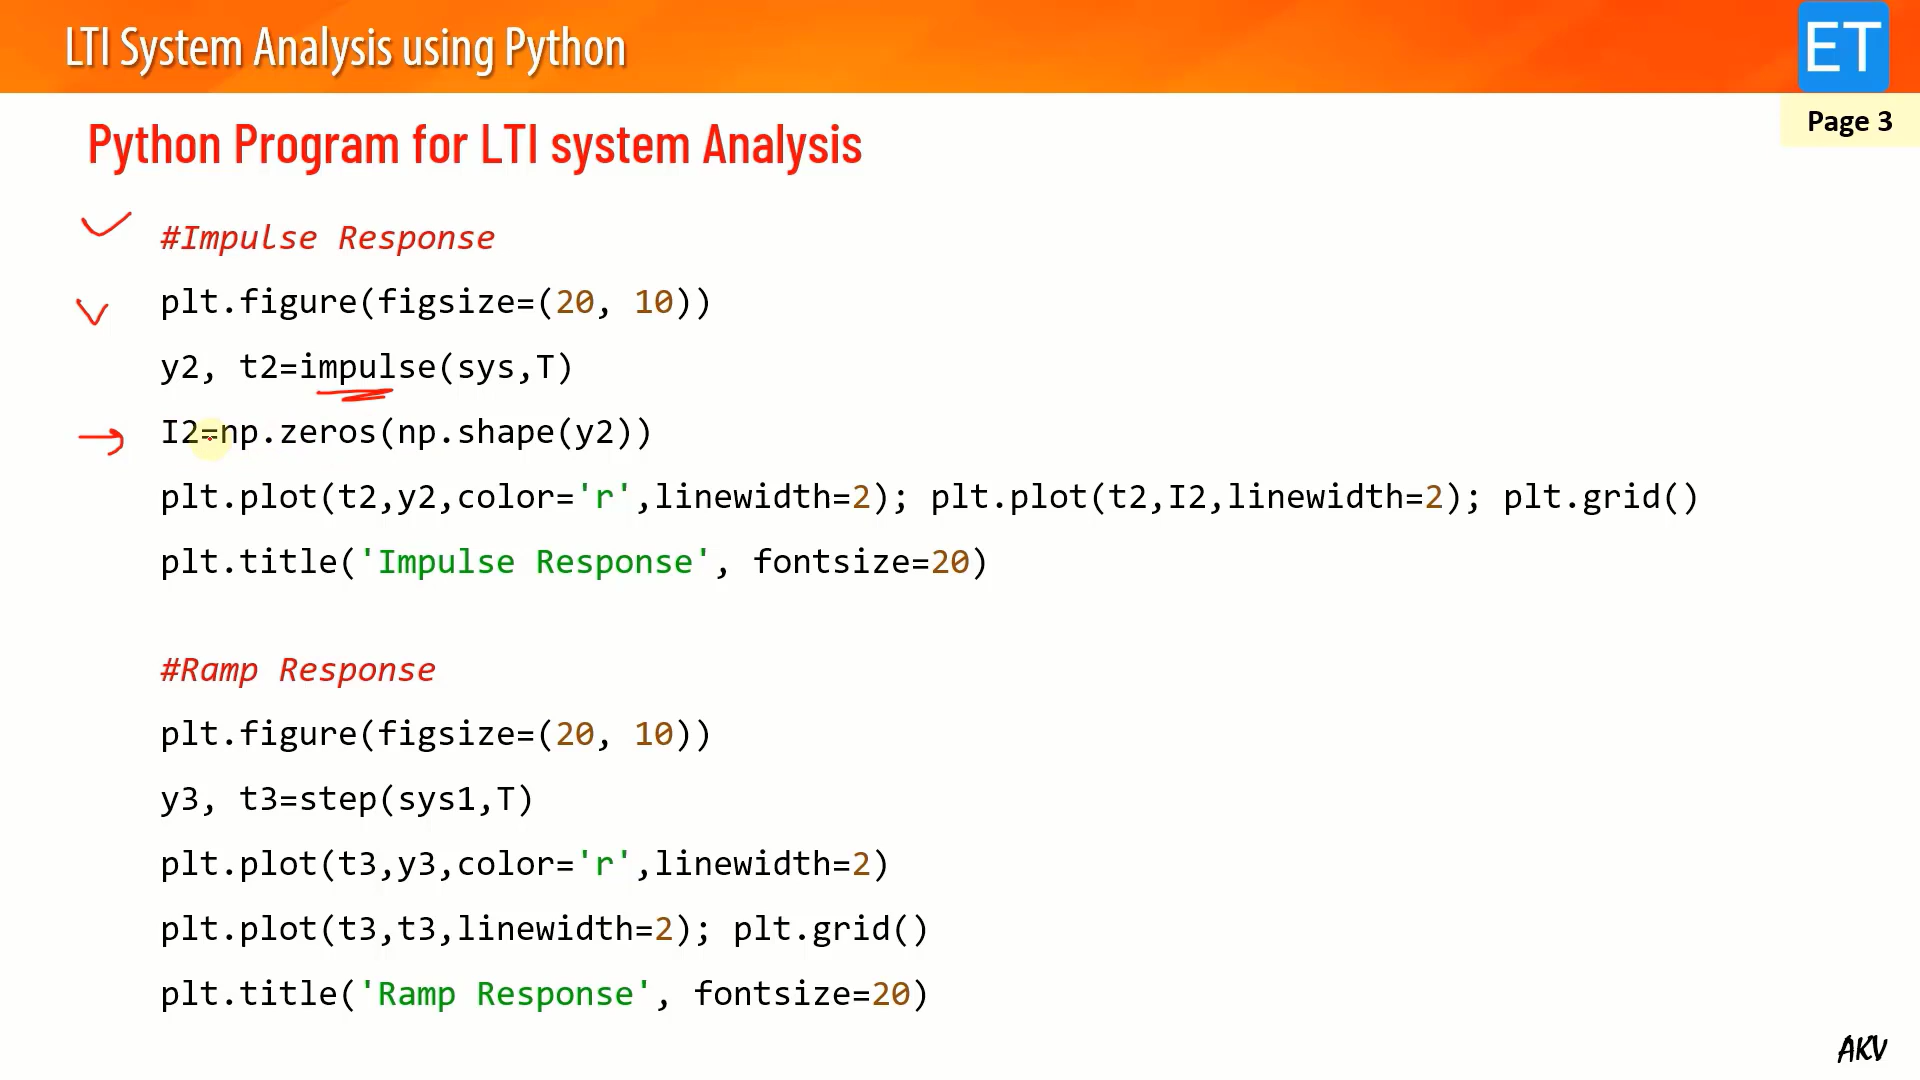 LTI System Analysis using Python
ET
Page 3
Python Program for LTI system Analysis
#Impulse Response
plt.figure(figsize=(20, 10))
y2, t2=impulse(sys,T)
I2=np.zeros(np.shape(y2))
plt.plot(t2,y2,color='r',linewidth=2); plt.plot(t2,I2,linewidth=2); plt.grid()
plt.title('Impulse Response', fontsize=20)
#Ramp Response
plt.figure(figsize=(20, 10))
y3, t3=step(sys1,T)
plt.plot(t3,y3,color='r',linewidth=2)
plt.plot(t3,t3,linewidth=2); plt.grid()
plt.title('Ramp Response', fontsize=20)
AKV